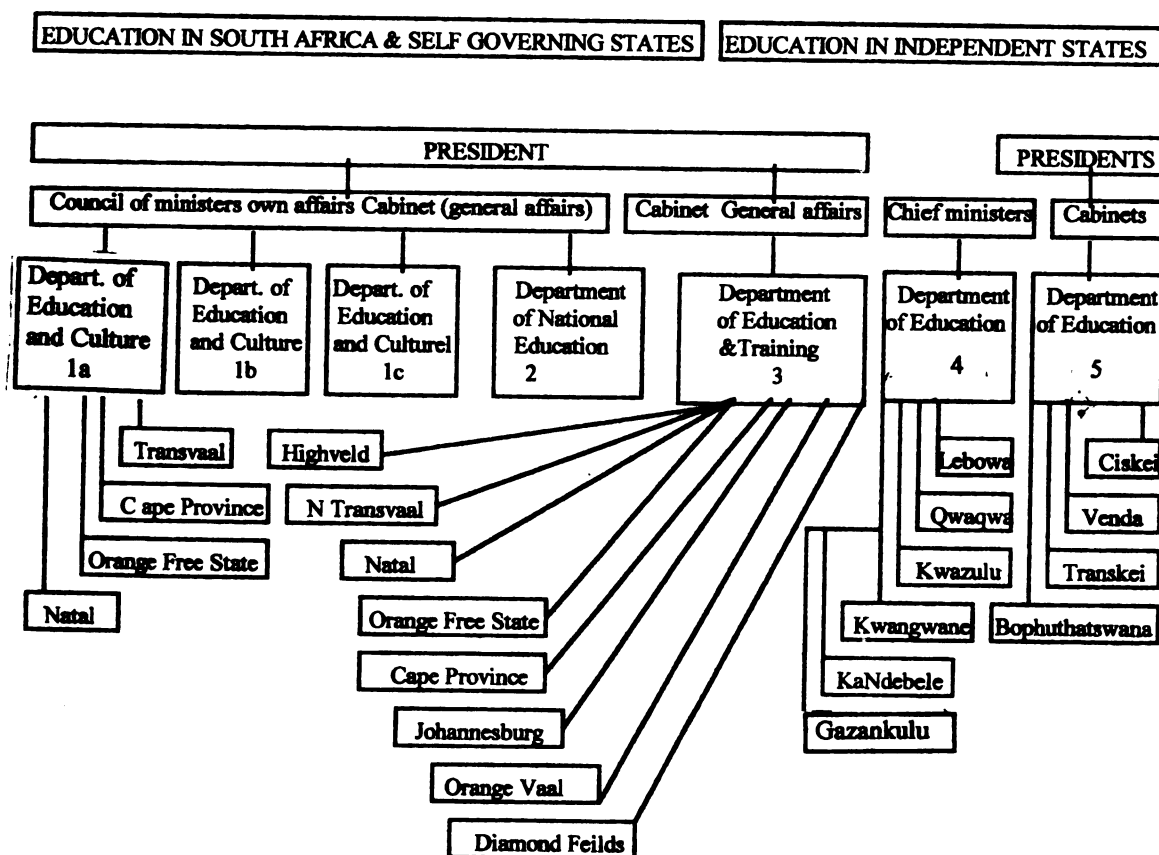 EDUCATION IN SOUTH AFRICA & SELF GOVERNING STATES
EDUCATION IN INDEPENDENT STATES
PRESIDENT
PRESIDENTS
Council of ministers own affairs Cabinet (general affairs)
Cabinet General affairs
Chief ministers
Cabinets
Depart. of
Education
and Culture
1a
Depart. of
Education
and Culture
1b
Depart. of
Education
and Culturel
1c
Department
of National
Education
2
Department
of Education
&Training
3
Department
of Education
4
Department
of Education
5
Transvaal
C ape Province
Orange Free State
Natal
Highveld
N Transvaal
Natal
Orange Free State
Cape Province
Johannesburg
Orange Vaal
Diamond Feilds
Lebowa
Qwaqwa
Kwazulu
Kwangwane
KaNdebele
Gazankulu
Ciskei
Venda
Transkei
Bophuthatswana